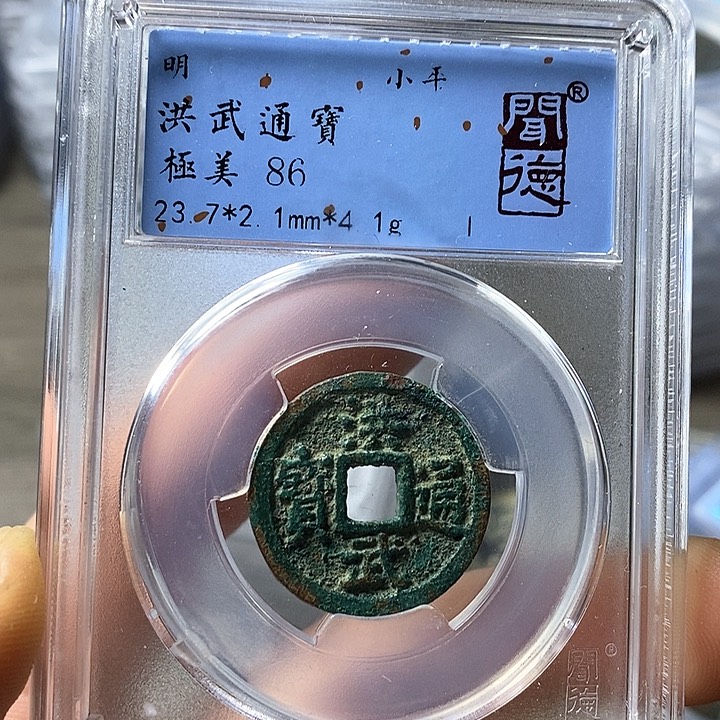 明 小平
洪武通寶
極美 86
23.7*2.1mm*4.1g
聞德®
洪武通寶
聞德®